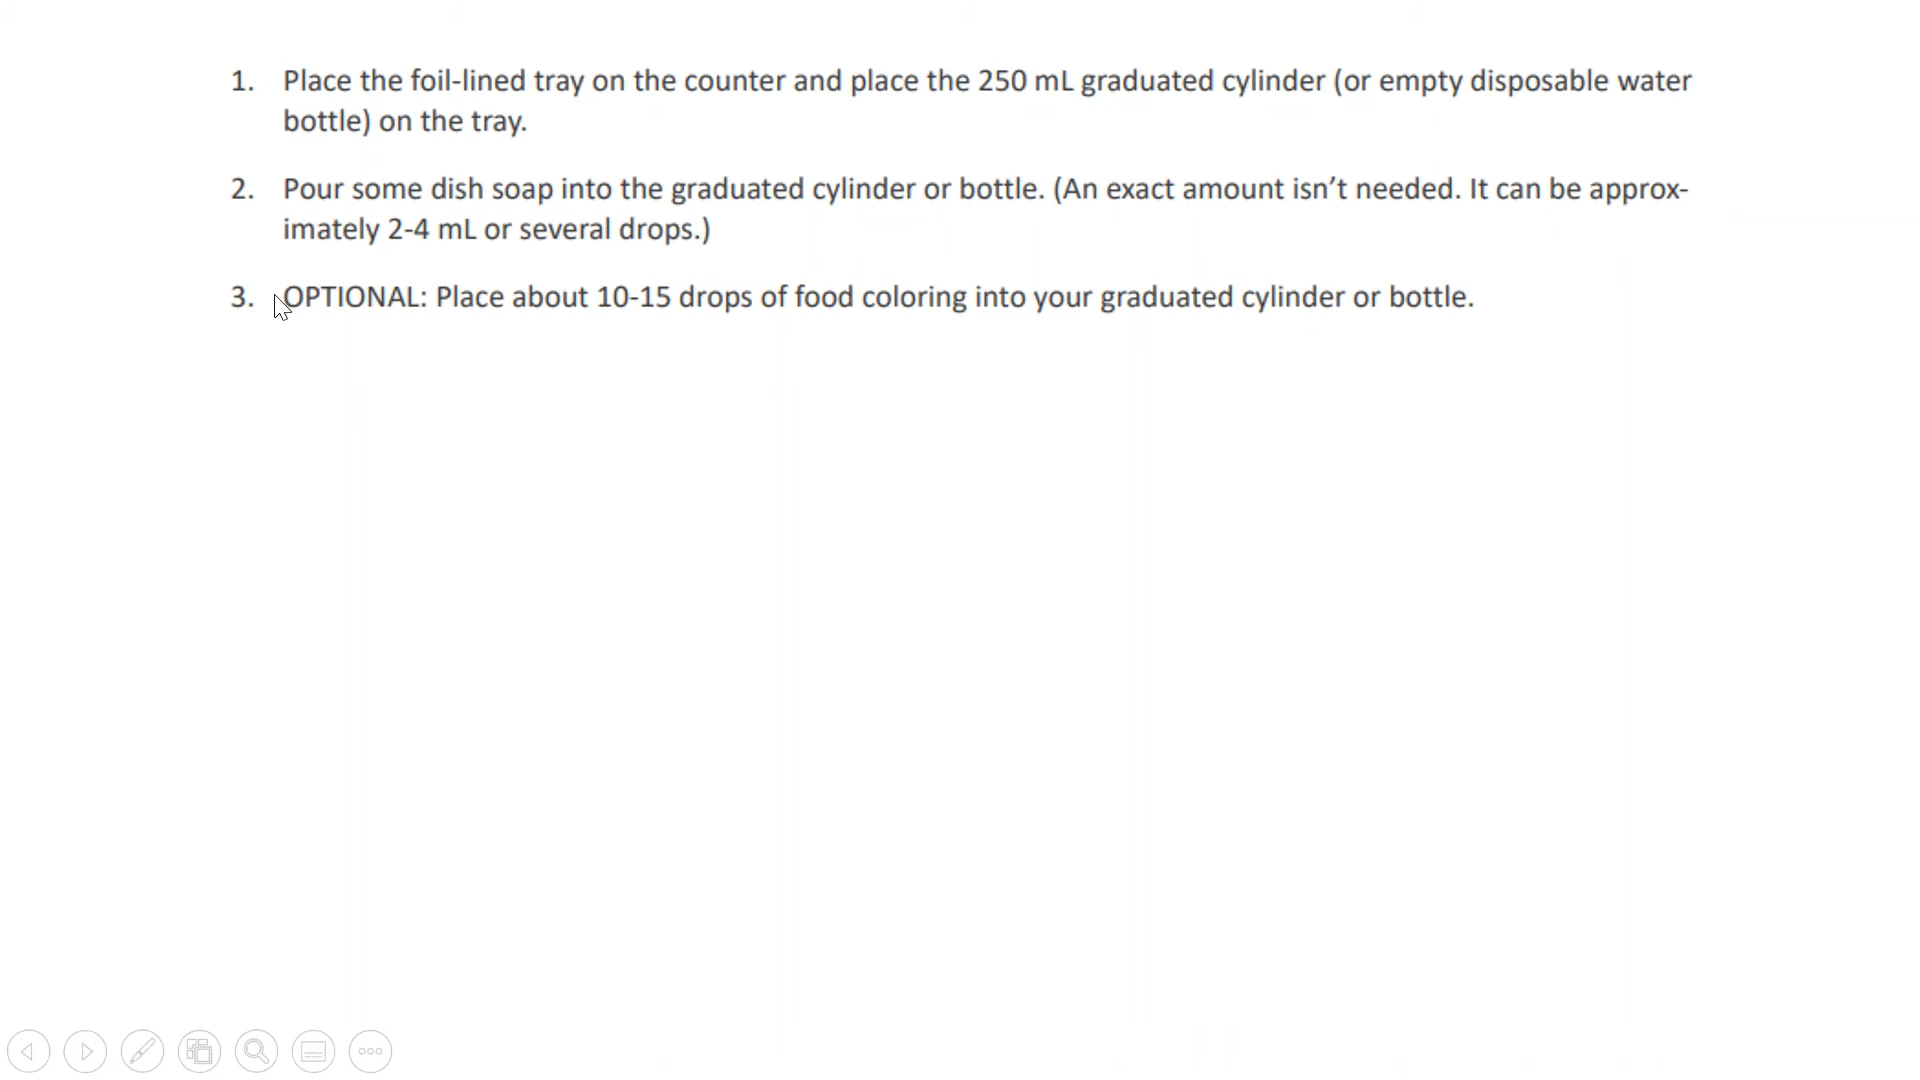 1. Place the foil-lined tray on the counter and place the 250 mL graduated cylinder (or empty disposable water
bottle) on the tray.
2. Pour some dish soap into the graduated cylinder or bottle. (An exact amount isn’t needed. It can be approx-
imately 2-4 mL or several drops.)
3. OPTIONAL: Place about 10-15 drops of food coloring into your graduated cylinder or bottle.